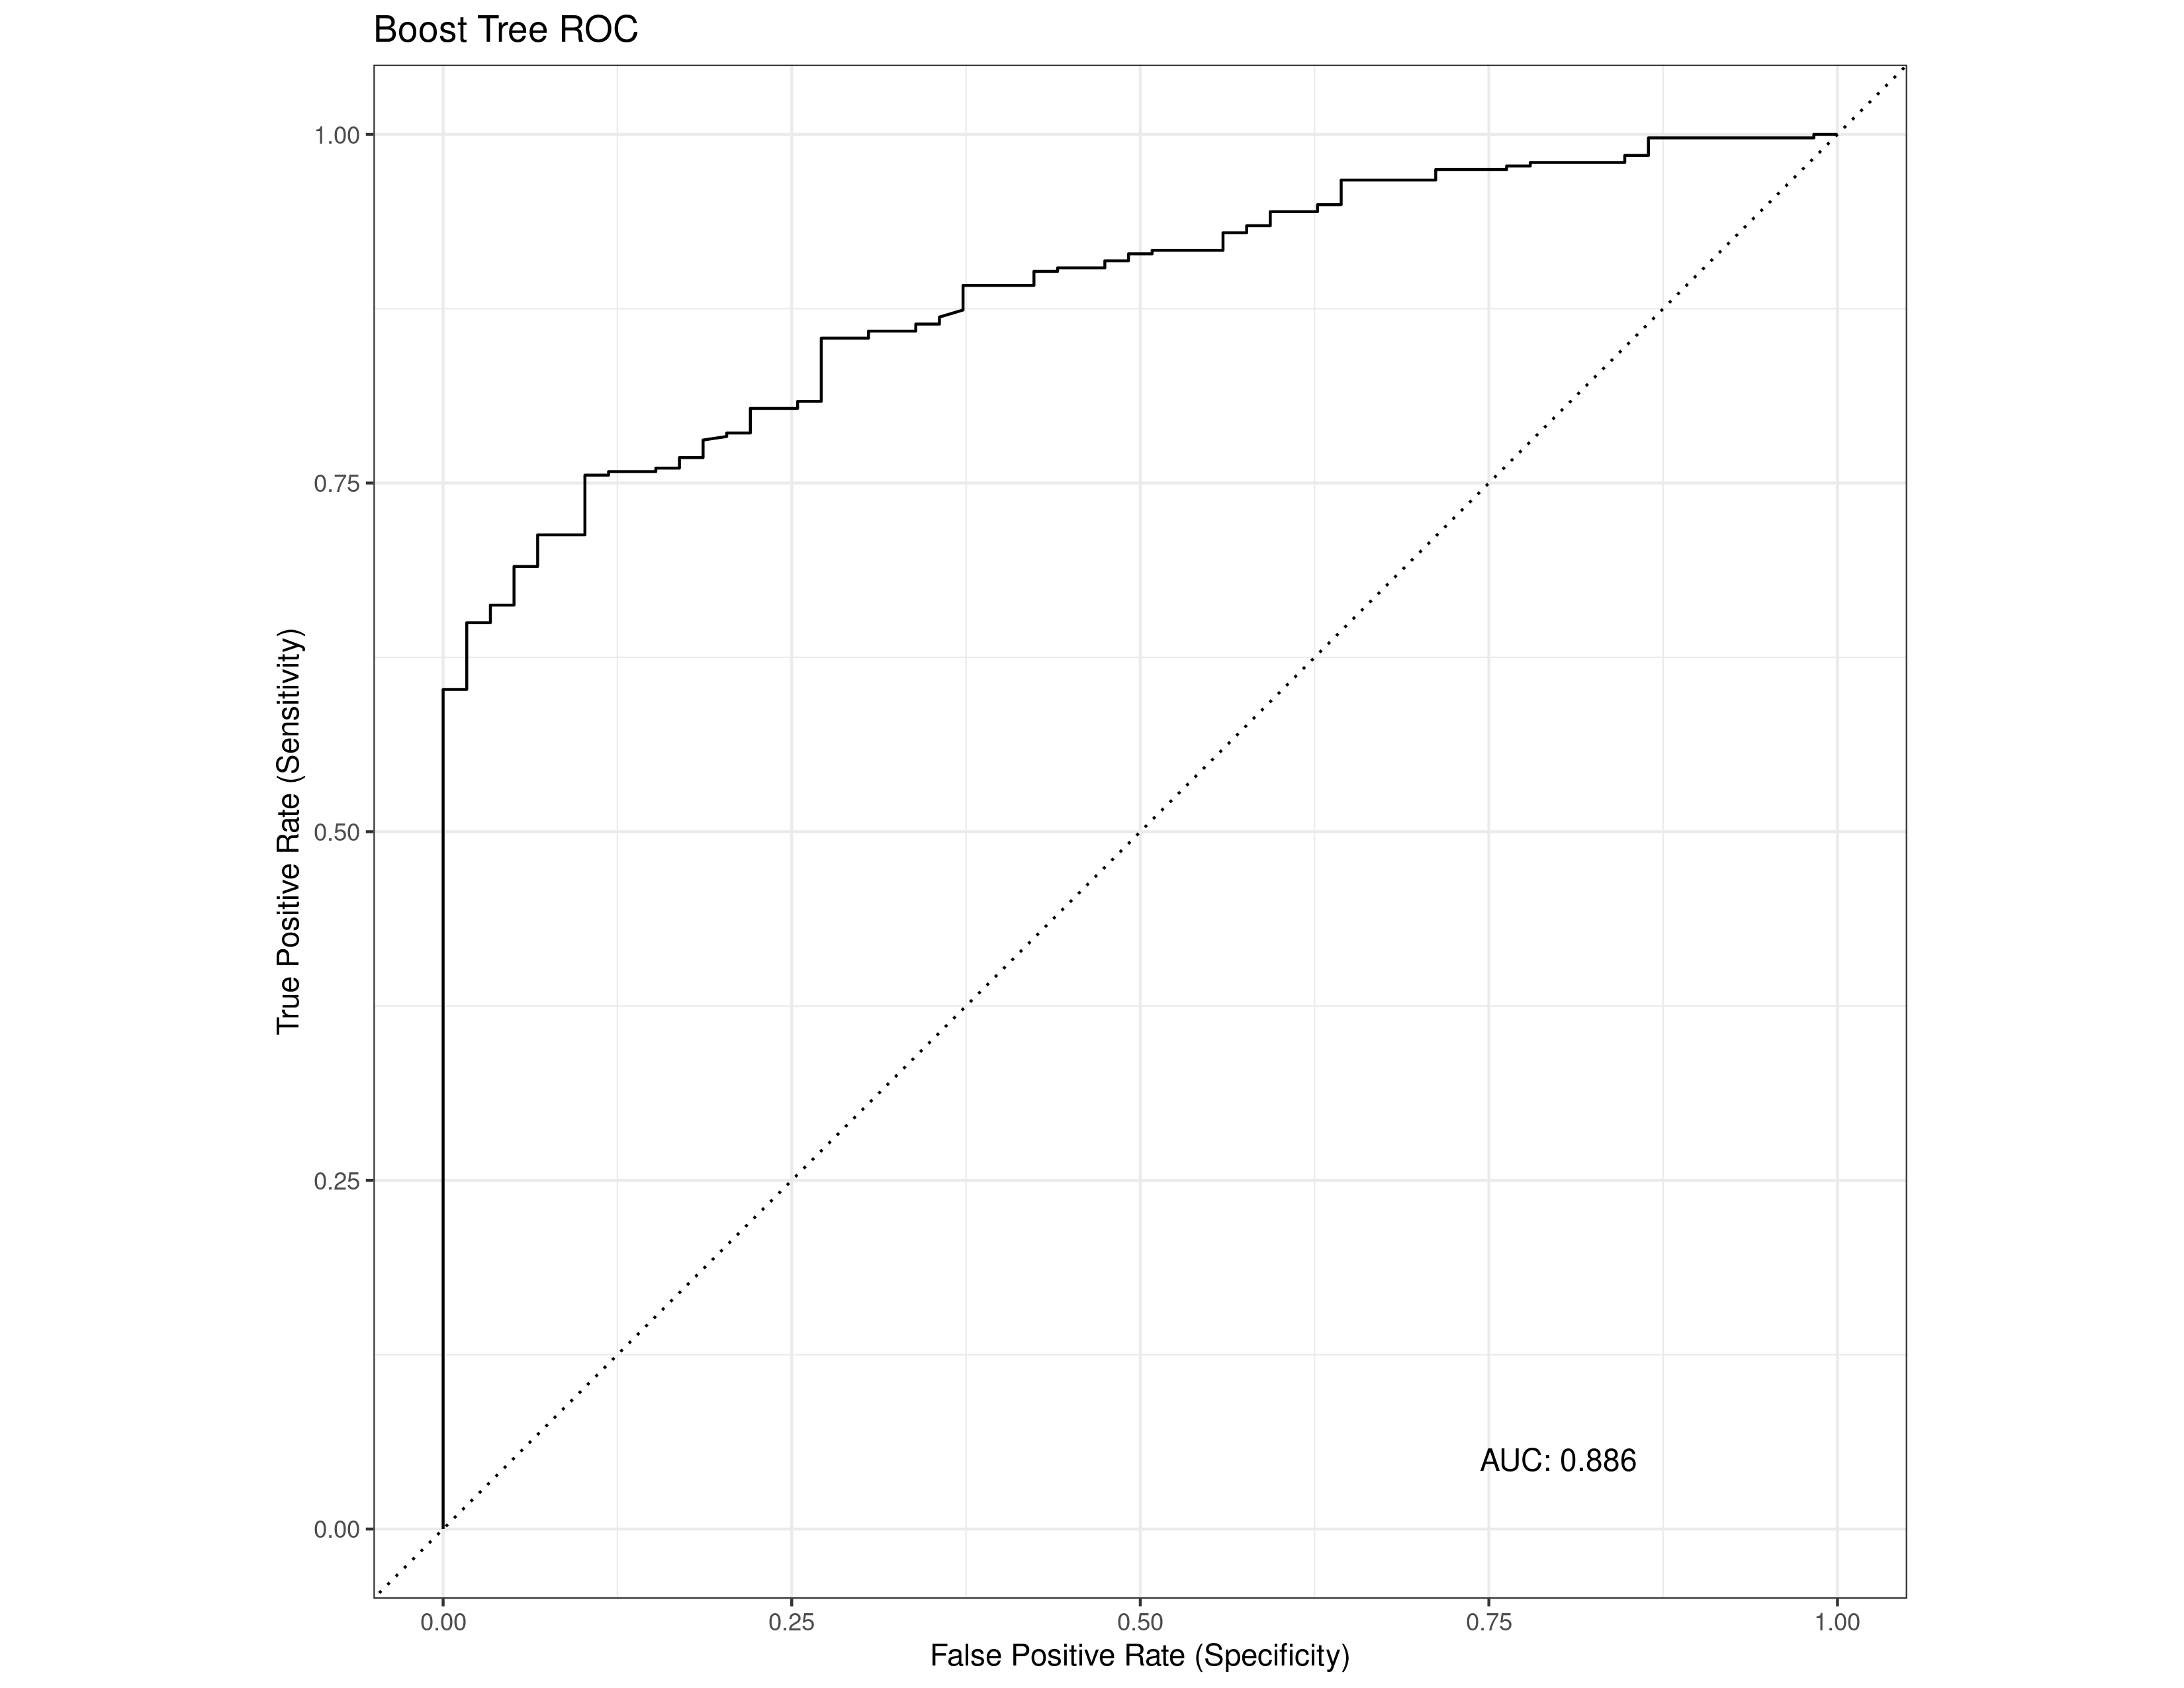 Boost Tree ROC
True Positive Rate (Sensitivity)
1.00
0.75
0.50
0.25
0.00
AUC: 0.886
0.00 0.25 0.50 0.75 1.00
False Positive Rate (Specificity)